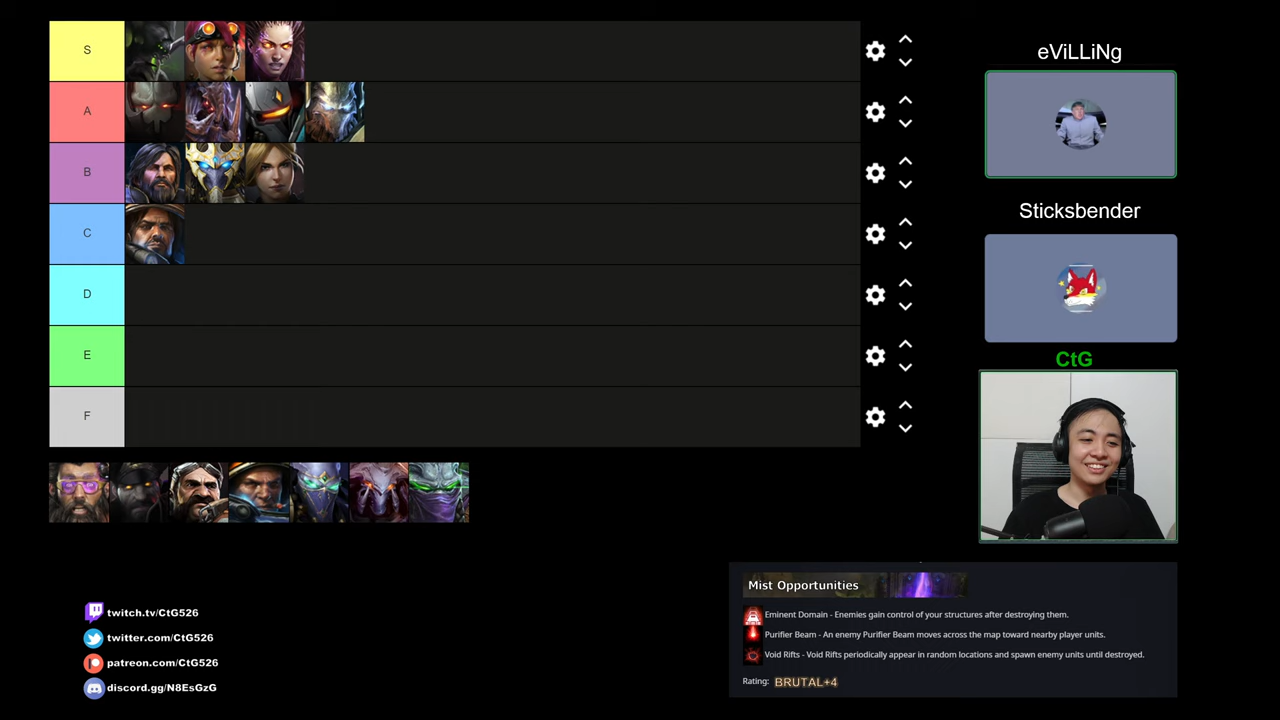 S
A
B
C
D
E
F
eViLLiNg
Sticksbender
CtG
Mist Opportunities
Eminent Domain - Enemies gain control of your structures after destroying them.
Purifier Beam - An enemy Purifier Beam moves across the map toward nearby player units.
Void Rifts - Void Rifts periodically appear in random locations and spawn enemy units until destroyed.
Rating: BRUTAL+4
twitch.tv/CtG526
twitter.com/CtG526
patreon.com/CtG526
discord.gg/N8EsGzG